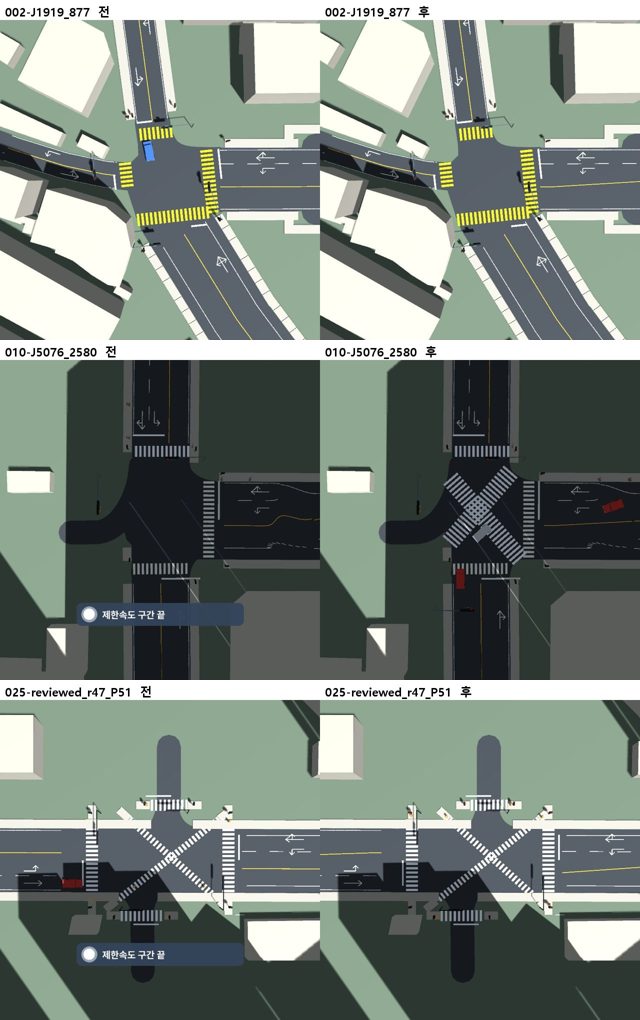 002-J1919_877 전
002-J1919_877 후
010-J5076_2580 전
010-J5076_2580 후
제한속도 구간 끝
025-reviewed_r47_P51 전
025-reviewed_r47_P51 후
제한속도 구간 끝